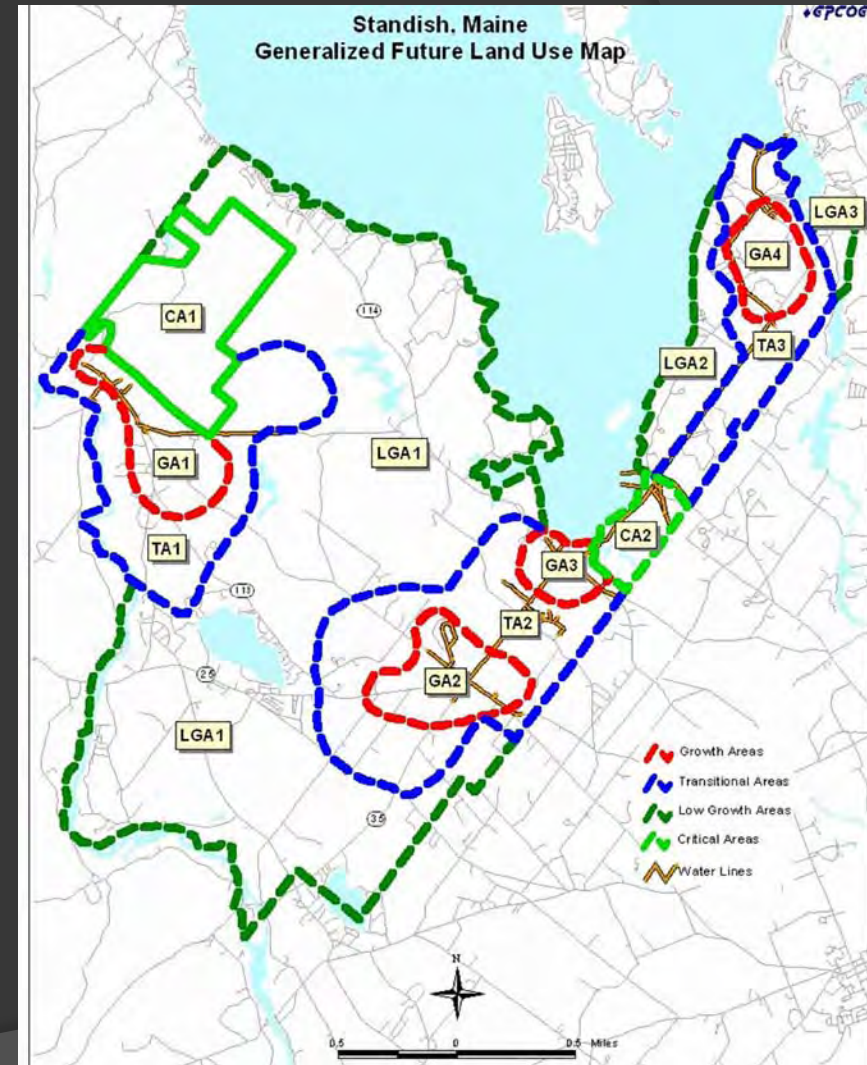 Standish, Maine
Generalized Future Land Use Map
GPCOG
LGA3
GA4
CA1
114
TA3
LGA2
LGA1
GA1
CA2
TA1
GA3
113
TA2
25
GA2
LGA1
35
Growth Areas
Transitional Areas
Low Growth Areas
Critical Areas
Water Lines
N
0.5 0 0.5 Miles